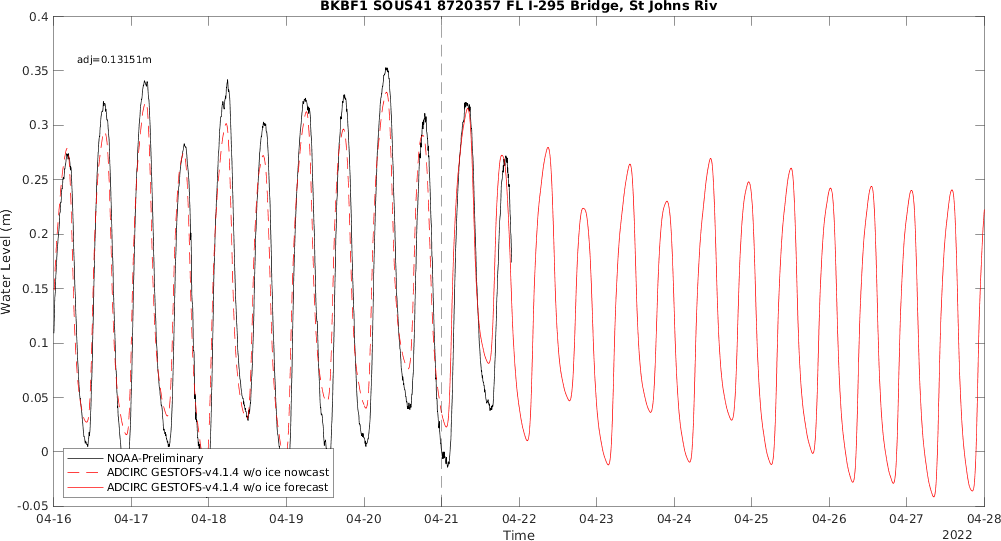 BKBF1 SOUS41 8720357 FL I-295 Bridge, St Johns Riv
adj=0.13151m
Water Level (m)
0.4
0.35
0.3
0.25
0.2
0.15
0.1
0.05
0
-0.05
NOAA-Preliminary
ADCIRC GESTOFS-v4.1.4 w/o ice nowcast
ADCIRC GESTOFS-v4.1.4 w/o ice forecast
04-16 04-17 04-18 04-19 04-20 04-21 04-22 04-23 04-24 04-25 04-26 04-27 04-28
Time
2022